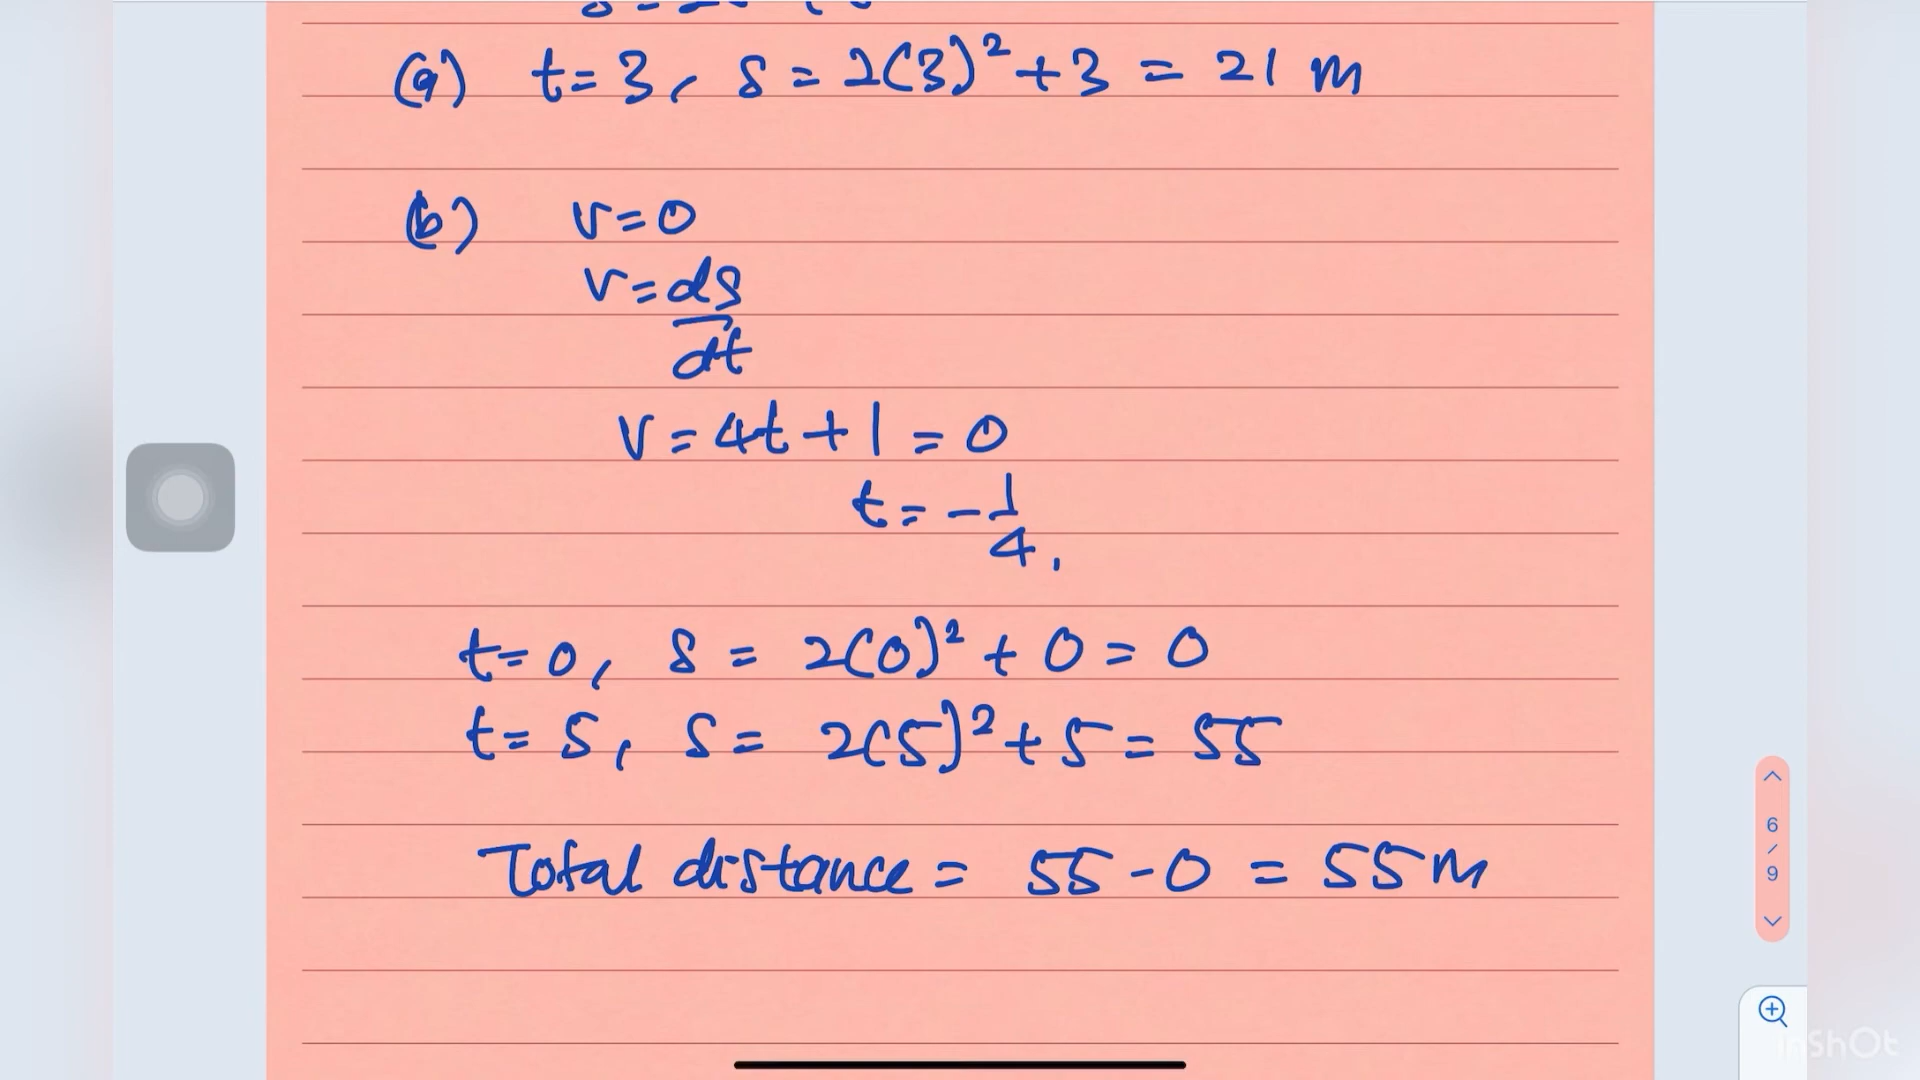 (a) t = 3, s = 2(3)² + 3 = 21 m
(b) v = 0
v = ds
dt
v = 4t + 1 = 0
t = - 1
4 .
t = 0, s = 2(0)² + 0 = 0
t = 5, s = 2(5)² + 5 = 55
Total distance = 55 - 0 = 55 m
6
/
9
InShOt